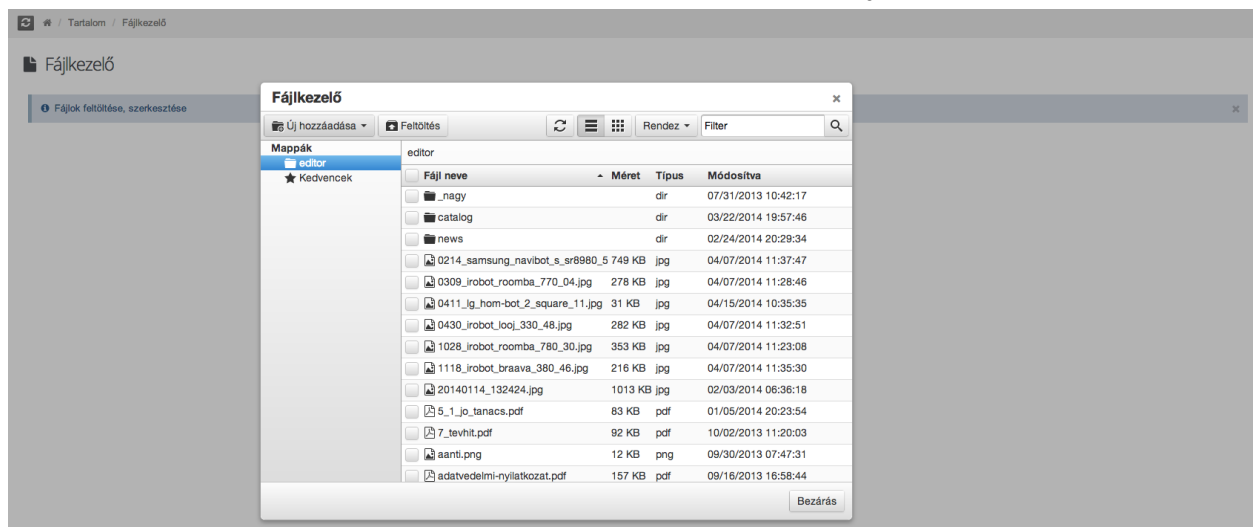 / Tartalom / Fájlkezelő
Fájlkezelő
Fájlok feltöltése, szerkesztése
Fájlkezelő
Új hozzáadása Feltöltés Rendez Filter
Mappák
editor
Kedvencek
editor
Fájl neve Méret Típus Módosítva
_nagy dir 07/31/2013 10:42:17
catalog dir 03/22/2014 19:57:46
news dir 02/24/2014 20:29:34
0214_samsung_navibot_s_sr8980_5 749 KB jpg 04/07/2014 11:37:47
0309_irobot_roomba_770_04.jpg 278 KB jpg 04/07/2014 11:28:46
0411_lg_hom-bot_2_square_11.jpg 31 KB jpg 04/15/2014 10:35:35
0430_irobot_looj_330_48.jpg 282 KB jpg 04/07/2014 11:32:51
1028_irobot_roomba_780_30.jpg 353 KB jpg 04/07/2014 11:23:08
1118_irobot_braava_380_46.jpg 216 KB jpg 04/07/2014 11:35:30
20140114_132424.jpg 1013 KB jpg 02/03/2014 06:36:18
5_1_jo_tanacs.pdf 83 KB pdf 01/05/2014 20:23:54
7_tevhit.pdf 92 KB pdf 10/02/2013 11:20:03
aanti.png 12 KB png 09/30/2013 07:47:31
adatvedelmi-nyilatkozat.pdf 157 KB pdf 09/16/2013 16:58:44
Bezárás